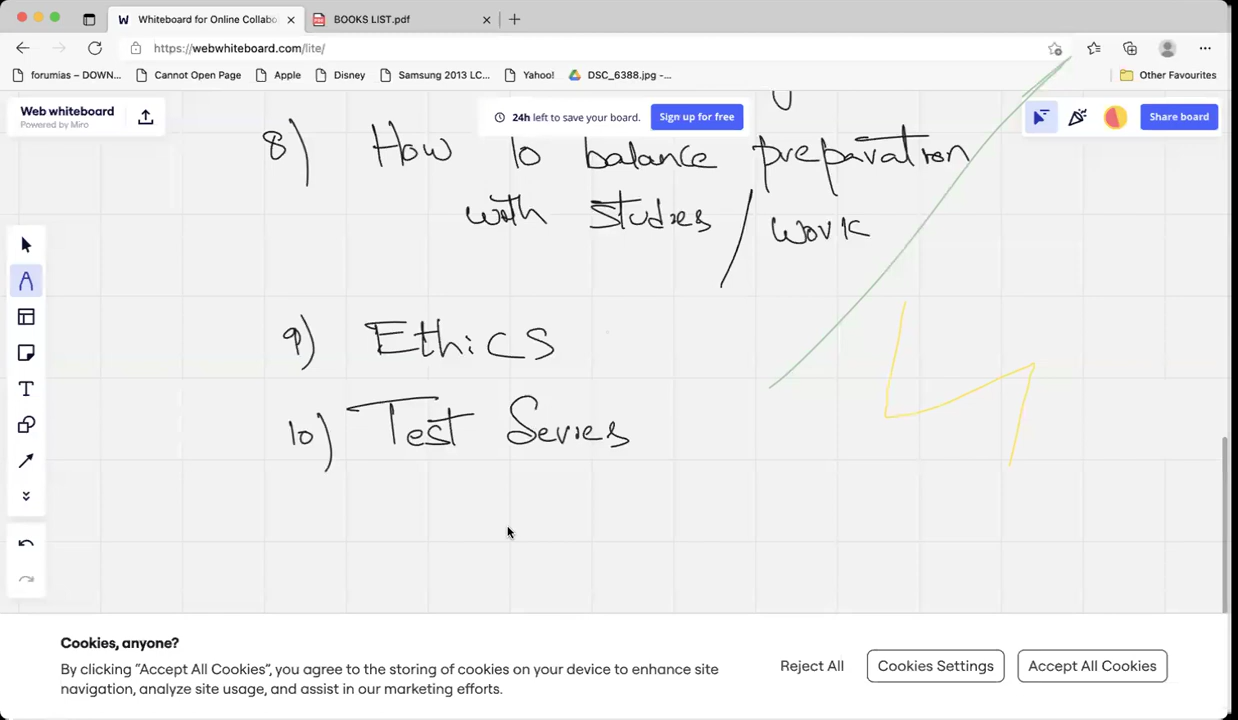 Whiteboard for Online Collabo
BOOKS LIST.pdf
https://webwhiteboard.com/lite/
forumias – DOWN...
Cannot Open Page
Apple
Disney
Samsung 2013 LC...
Yahoo!
DSC_6388.jpg -...
Other Favourites
Web whiteboard
Powered by Miro
24h left to save your board.
Sign up for free
Share board
8) How to balance preparation
with studies / work
9) Ethics
10) Test Series
Cookies, anyone?
By clicking “Accept All Cookies”, you agree to the storing of cookies on your device to enhance site
navigation, analyze site usage, and assist in our marketing efforts.
Reject All
Cookies Settings
Accept All Cookies